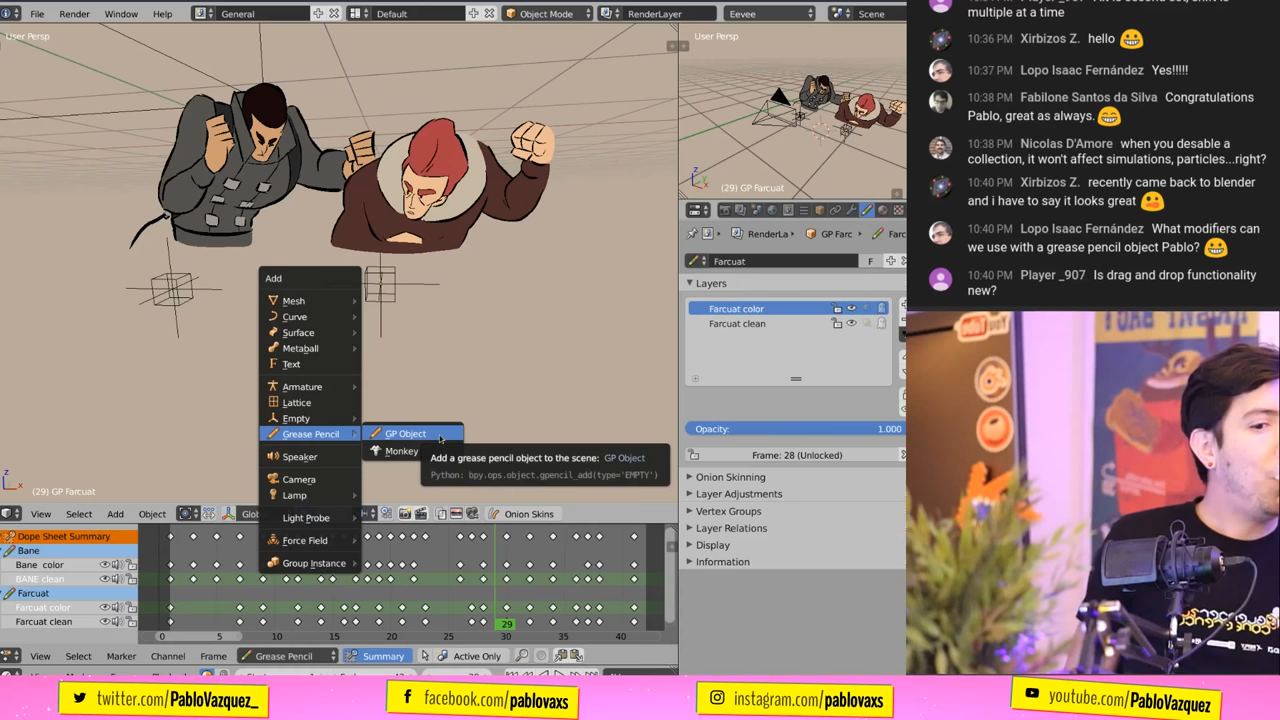 File Render Window Help General Default Object Mode RenderLayer Eevee Scene
User Persp
(29) GP Farcuat
Add
Mesh
Curve
Surface
Metaball
Text
Armature
Lattice
Empty
Grease Pencil
Speaker
Camera
Lamp
Light Probe
Force Field
Group Instance
GP Object
Monkey
Add a grease pencil object to the scene: GP Object
Python: bpy.ops.object.gpencil_add(type='EMPTY')
View Select Add Object Onion Skins
Dope Sheet Summary
Bane
Bane color
BANE clean
Farcuat
Farcuat color
Farcuat clean
0 5 10 15 20 25 29 30 35 40
View Select Marker Channel Frame Grease Pencil Summary Active Only
User Persp
(29) GP Farcuat
RenderLa GP Farc Farc
Farcuat F
Layers
Farcuat color
Farcuat clean
Opacity: 1.000
Frame: 28 (Unlocked)
Onion Skinning
Layer Adjustments
Vertex Groups
Layer Relations
Display
Information
multiple at a time
10:36 PM Xirbizos Z. hello
10:37 PM Lopo Isaac Fernández Yes!!!!!
10:38 PM Fabilone Santos da Silva Congratulations
Pablo, great as always.
10:38 PM Nicolas D'Amore when you desable a
collection, it won't affect simulations, particles...right?
10:40 PM Xirbizos Z. recently came back to blender
and i have to say it looks great
10:40 PM Lopo Isaac Fernández What modifiers can
we use with a grease pencil object Pablo?
10:40 PM Player _907 Is drag and drop functionality
new?
twitter.com/PabloVazquez_
facebook.com/pablovaxs
instagram.com/pablovaxs
youtube.com/PabloVazquez